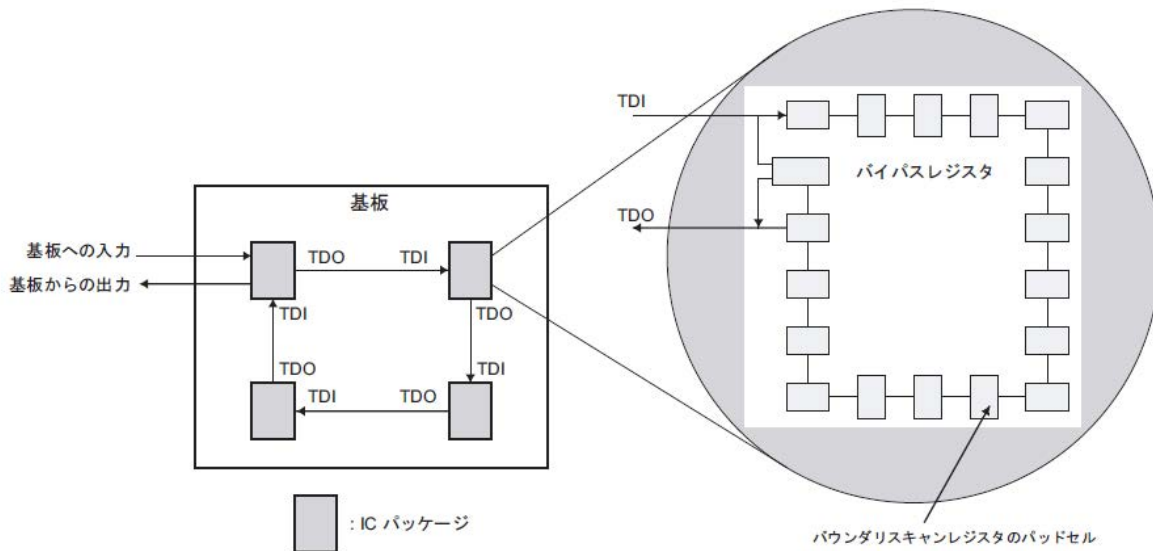 基板
基板への入力
基板からの出力
TDO
TDI
TDI
TDO
TDO
TDI
TDI
TDO
: IC パッケージ
TDI
バイパスレジスタ
TDO
バウンダリスキャンレジスタのパッドセル